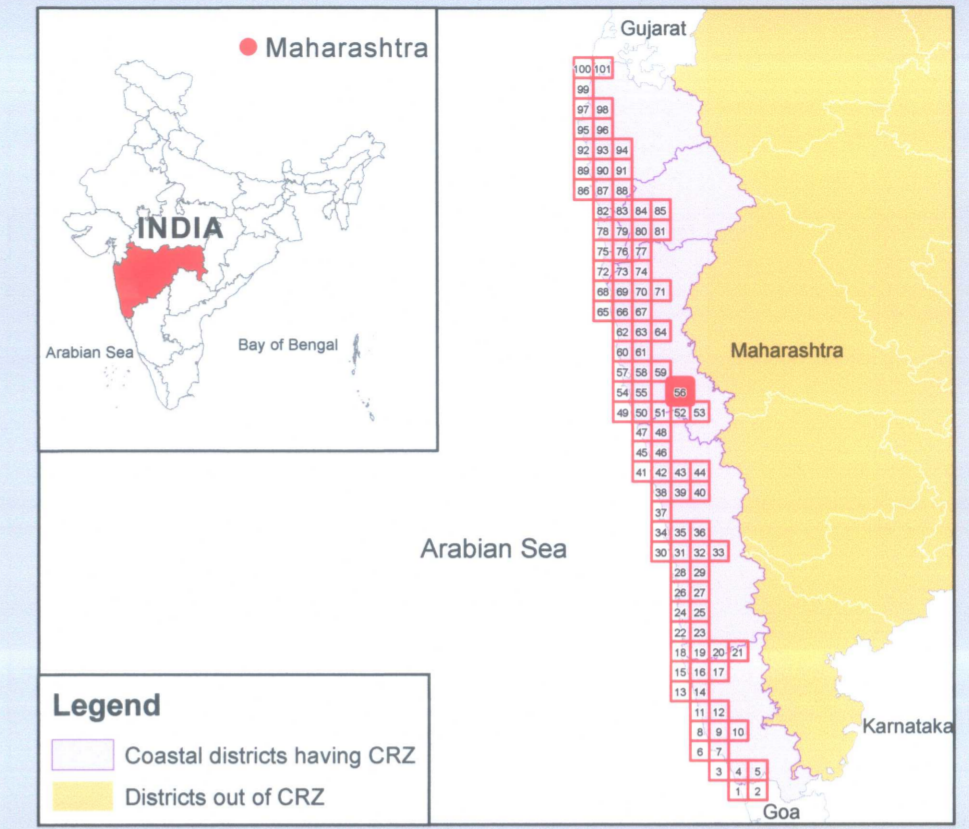 Maharashtra
INDIA
Arabian Sea
Bay of Bengal
Gujarat
100 101
99
97 98
95 96
92 93 94
89 90 91
86 87 88
82 83 84 85
78 79 80 81
75 76 77
72 73 74
68 69 70 71
65 66 67
62 63 64
60 61
57 58 59
54 55 56
49 50 51 52 53
47 48
45 46
41 42 43 44
38 39 40
37
34 35 36
30 31 32 33
28 29
26 27
24 25
22 23
18 19 20 21
15 16 17
13 14
11 12
8 9 10
6 7
3 4 5
1 2
Maharashtra
Arabian Sea
Karnataka
Goa
Legend
Coastal districts having CRZ
Districts out of CRZ